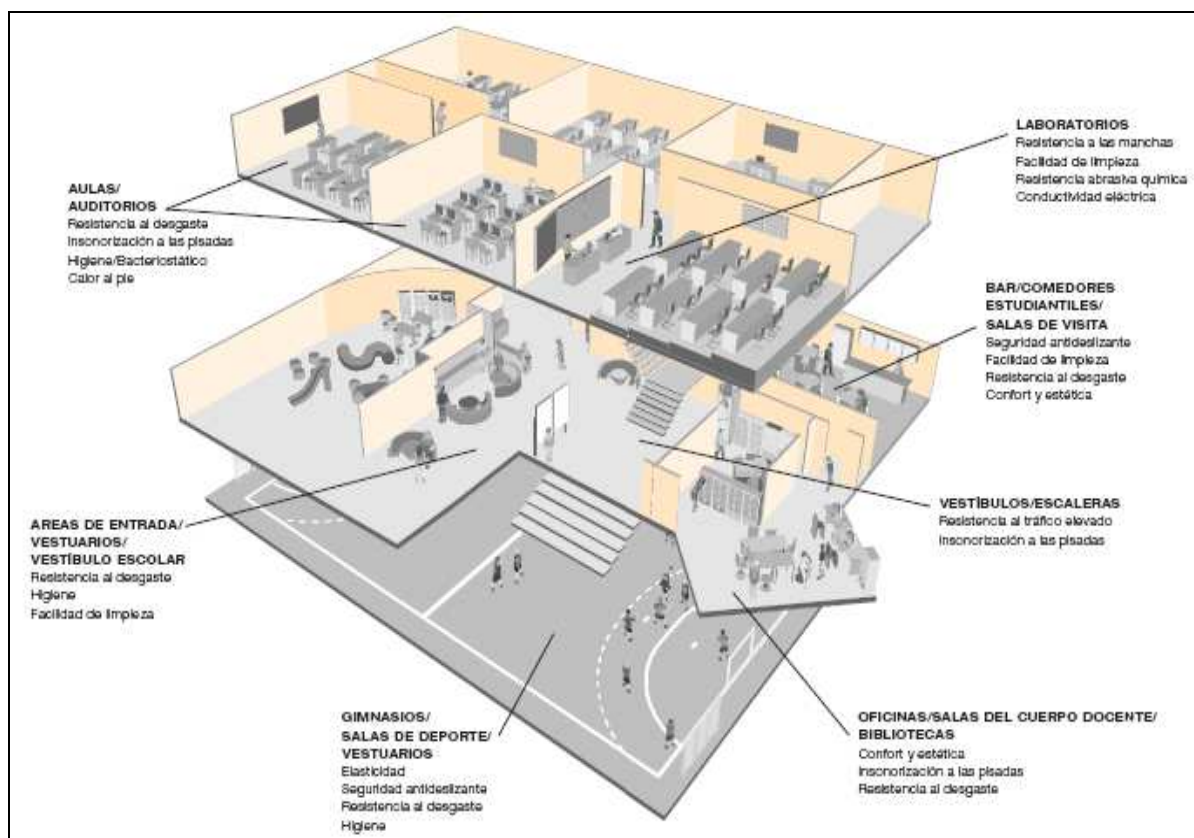 AULAS/
AUDITORIOS
Resistencia al desgaste
Insonorización a las pisadas
Higiene/Bacteriostático
Calor al pie
LABORATORIOS
Resistencia a las manchas
Facilidad de limpieza
Resistencia abrasiva química
Conductividad eléctrica
BAR/COMEDORES
ESTUDIANTILES/
SALAS DE VISITA
Seguridad antideslizante
Facilidad de limpieza
Resistencia al desgaste
Confort y estética
AREAS DE ENTRADA/
VESTUARIOS/
VESTÍBULO ESCOLAR
Resistencia al desgaste
Higiene
Facilidad de limpieza
VESTÍBULOS/ESCALERAS
Resistencia al tráfico elevado
Insonorización a las pisadas
GIMNASIOS/
SALAS DE DEPORTE/
VESTUARIOS
Elasticidad
Seguridad antideslizante
Resistencia al desgaste
Higiene
OFICINAS/SALAS DEL CUERPO DOCENTE/
BIBLIOTECAS
Confort y estética
Insonorización a las pisadas
Resistencia al desgaste